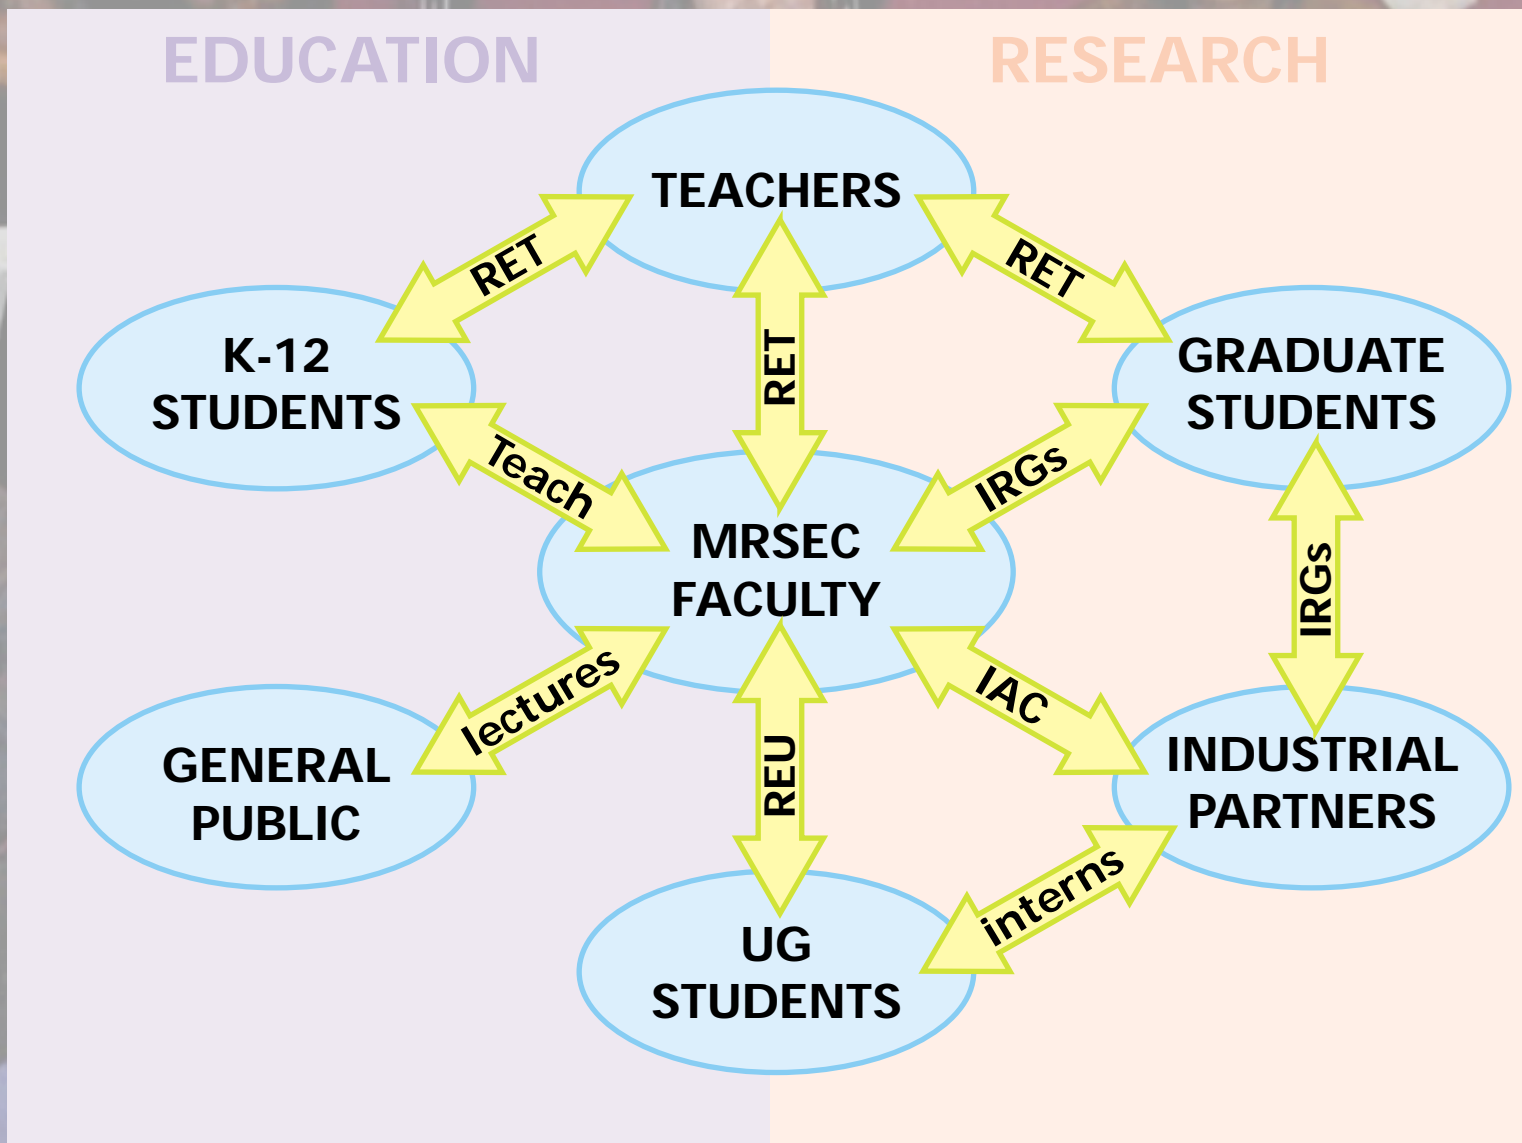 EDUCATION
RESEARCH
TEACHERS
RET
RET
RET
K-12
STUDENTS
GRADUATE
STUDENTS
Teach
IRGs
MRSEC
FACULTY
IRGs
lectures
IAC
GENERAL
PUBLIC
REU
INDUSTRIAL
PARTNERS
interns
UG
STUDENTS